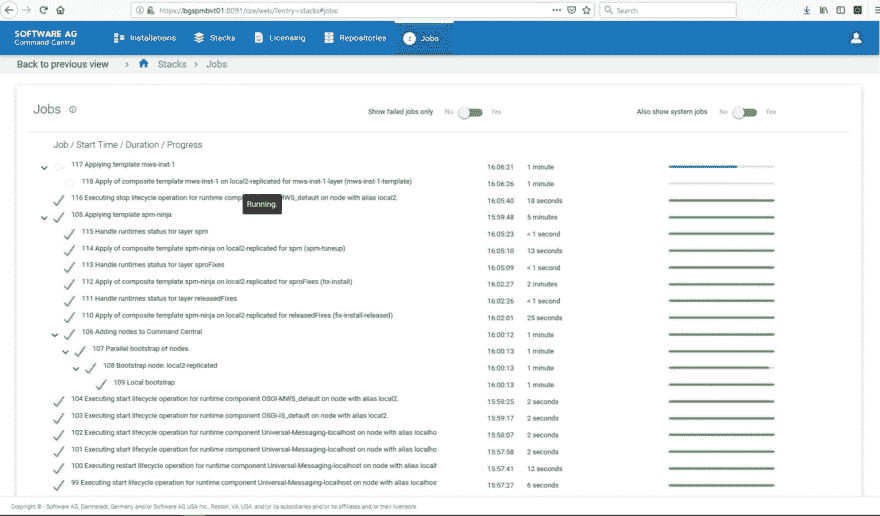 https://bgspmbvt01:8091/cce/web/?entry=stacks#jobs:
Search
SOFTWARE AG
Command Central
Installations
Stacks
Licensing
Repositories
Jobs
Back to previous view > Stacks > Jobs
Jobs
Show failed jobs only No Yes
Also show system jobs No Yes
Job / Start Time / Duration / Progress
117 Applying template mws-inst-1 16:06:21 1 minute
118 Apply of composite template mws-inst-1 on local2-replicated for mws-inst-1-layer (mws-inst-1-template) 16:06:26 1 minute
116 Executing stop lifecycle operation for runtime comp MWS_default on node with alias local2. 16:05:40 18 seconds
Running.
105 Applying template spm-ninja 15:59:48 5 minutes
115 Handle runtimes status for layer spm 16:05:23 < 1 second
114 Apply of composite template spm-ninja on local2-replicated for spm (spm-tuneup) 16:05:10 13 seconds
113 Handle runtimes status for layer sproFixes 16:05:09 < 1 second
112 Apply of composite template spm-ninja on local2-replicated for sproFixes (fix-install) 16:02:27 2 minutes
111 Handle runtimes status for layer releasedFixes 16:02:26 < 1 second
110 Apply of composite template spm-ninja on local2-replicated for releasedFixes (fix-install-released) 16:02:01 25 seconds
106 Adding nodes to Command Central 16:00:12 1 minute
107 Parallel bootstrap of nodes. 16:00:13 1 minute
108 Bootstrap node: local2-replicated 16:00:13 1 minute
109 Local bootstrap 16:00:13 1 minute
104 Executing start lifecycle operation for runtime component OSGI-MWS_default on node with alias local2. 15:59:25 2 seconds
103 Executing start lifecycle operation for runtime component OSGI-IS_default on node with alias local2. 15:59:17 2 seconds
102 Executing start lifecycle operation for runtime component Universal-Messaging-localhost on node with alias localho 15:58:07 2 seconds
101 Executing start lifecycle operation for runtime component Universal-Messaging-localhost on node with alias localho 15:57:58 2 seconds
100 Executing restart lifecycle operation for runtime component Universal-Messaging-localhost on node with alias local 15:57:41 12 seconds
99 Executing start lifecycle operation for runtime component Universal-Messaging-localhost on node with alias localhos 15:57:27 6 seconds
Copyright © - Software AG, Darmstadt, Germany and/or Software AG USA Inc., Reston, VA, USA, and/or its subsidiaries and/or its affiliates and/or their licensors.